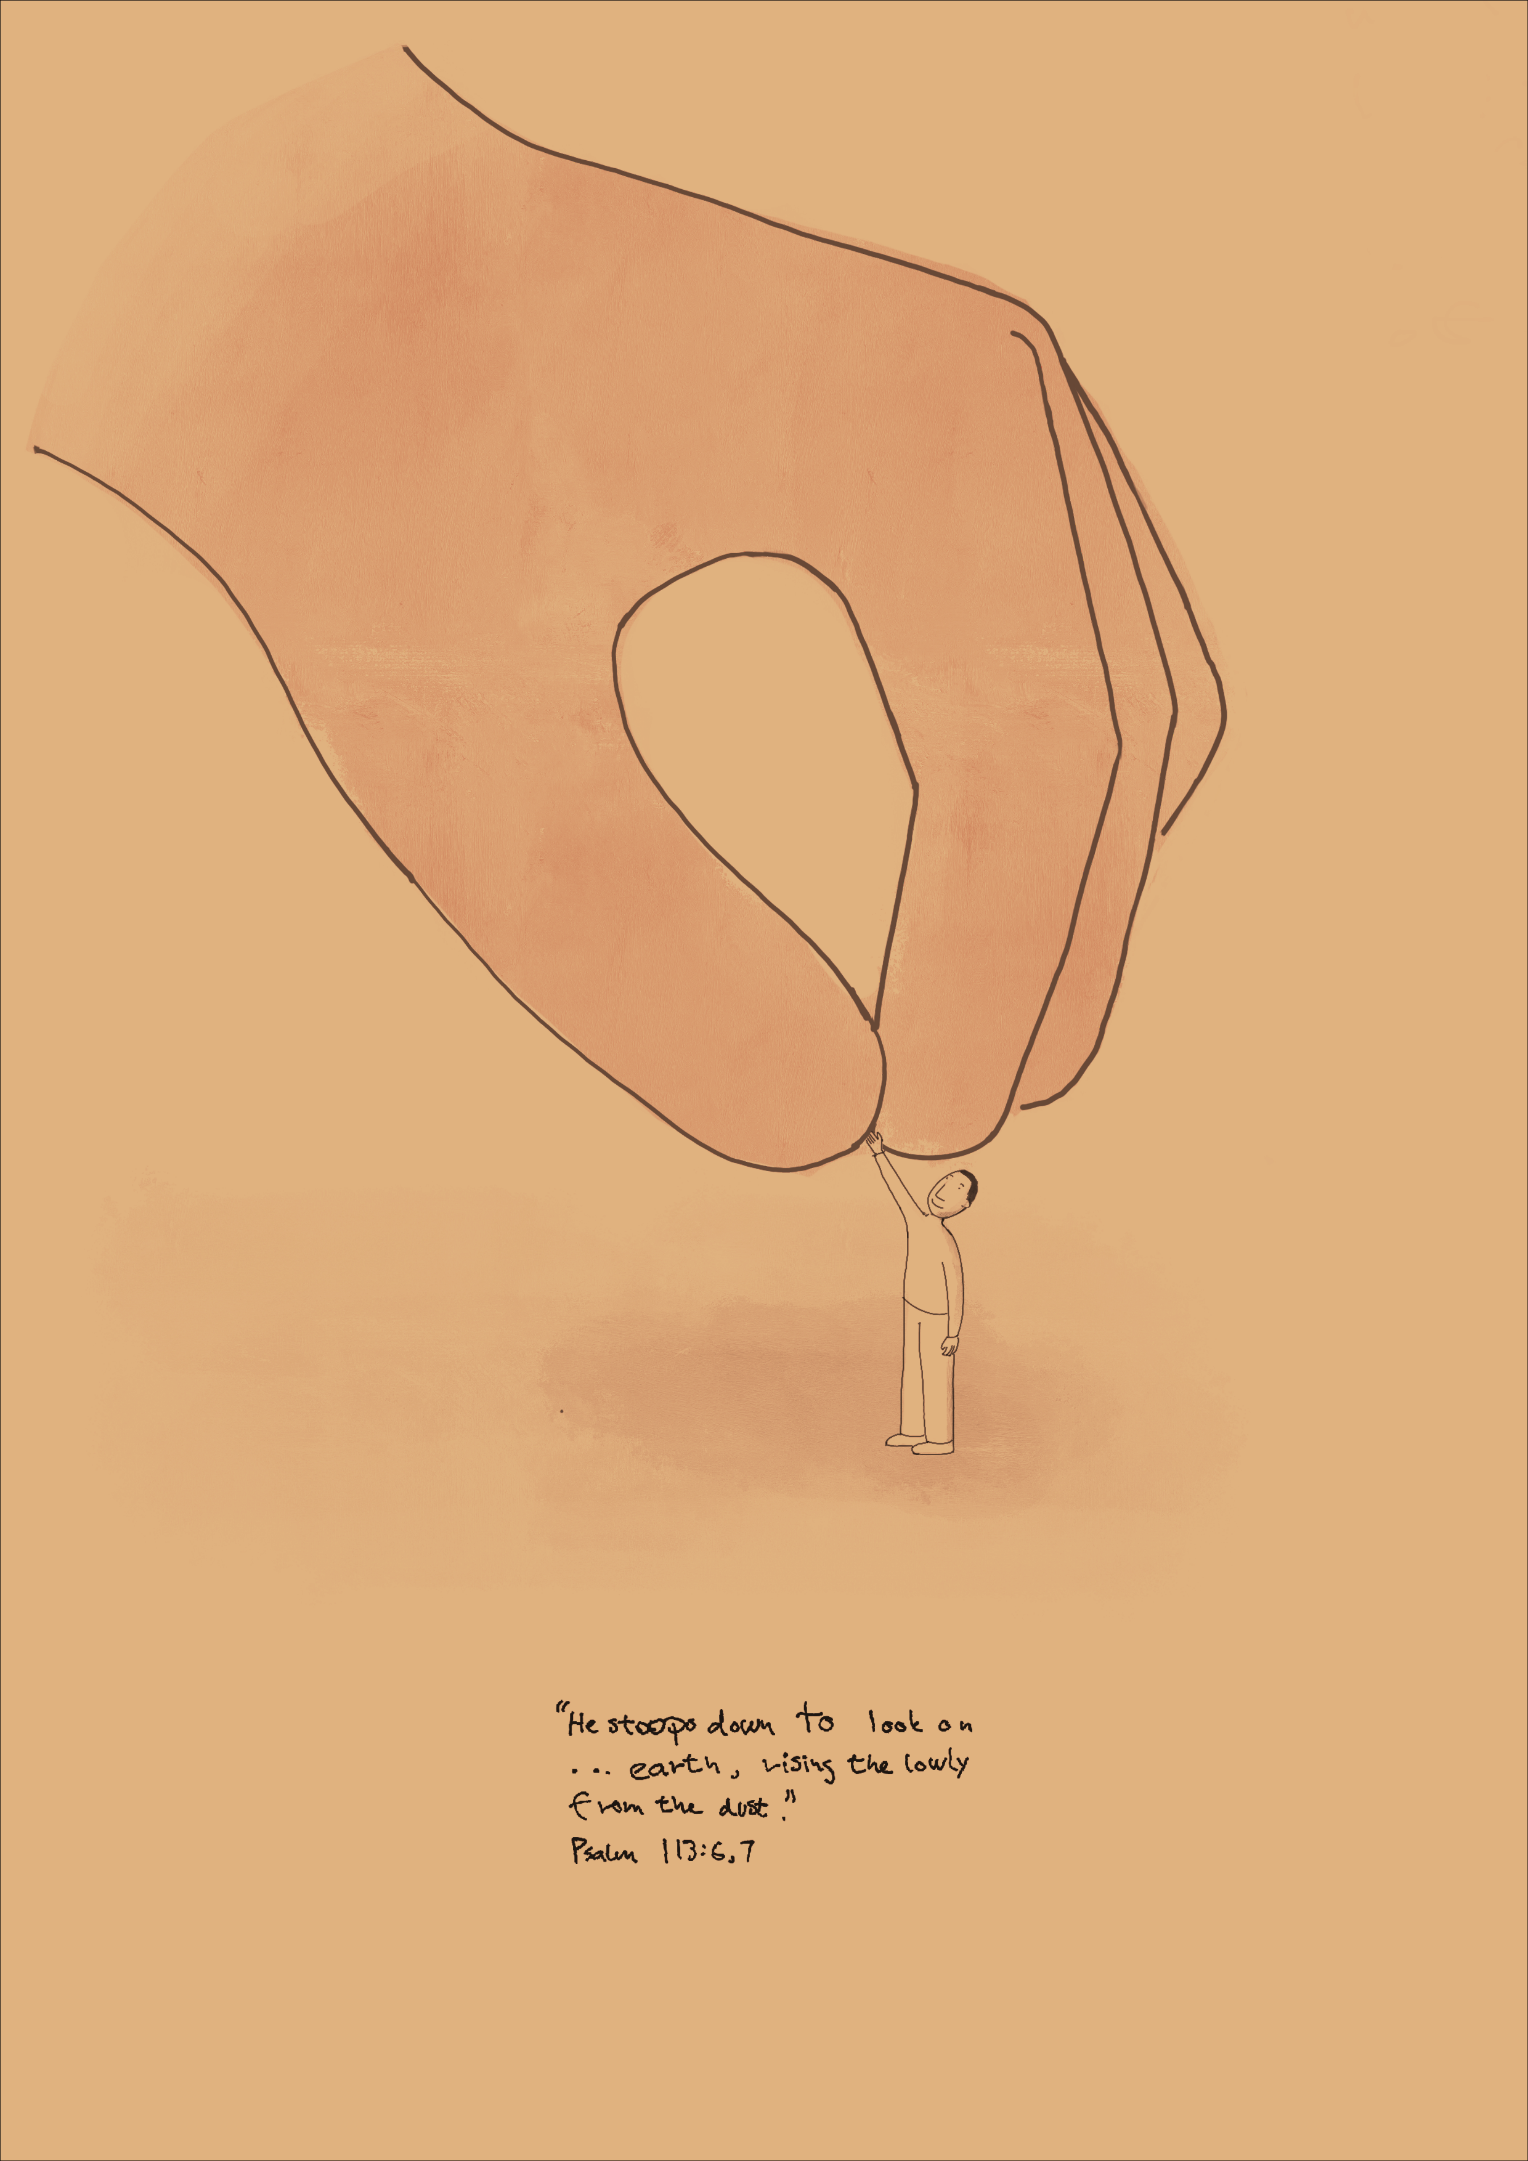 “He stoops down to look on
... earth, rising the lowly
from the dust.”
Psalm 113:6,7